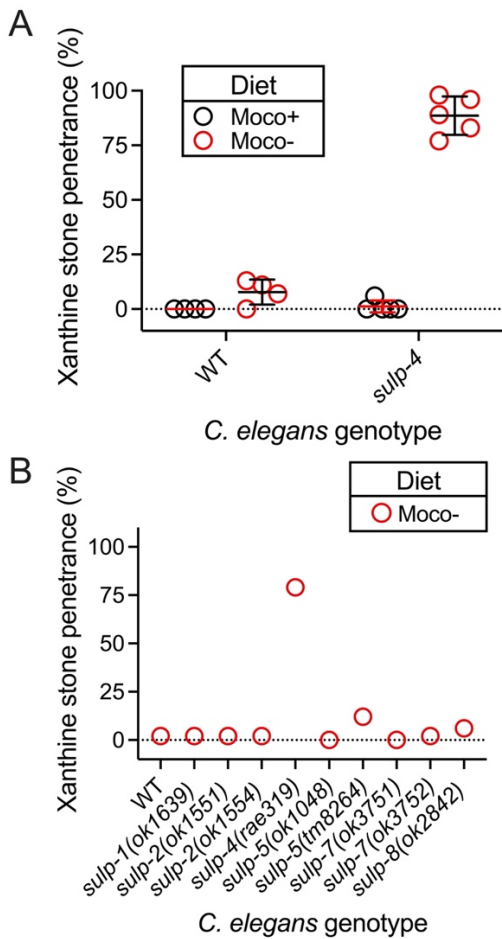 A
Xanthine stone penetrance (%)
100
75
50
25
0
Diet
Moco+
Moco-
WT
sulp-4
C. elegans genotype
B
Xanthine stone penetrance (%)
100
75
50
25
0
Diet
Moco-
WT
sulp-1(ok1639)
sulp-2(ok1551)
sulp-2(ok1554)
sulp-4(rae319)
sulp-5(ok1048)
sulp-5(tm8264)
sulp-7(ok3751)
sulp-7(ok3752)
sulp-8(ok2842)
C. elegans genotype